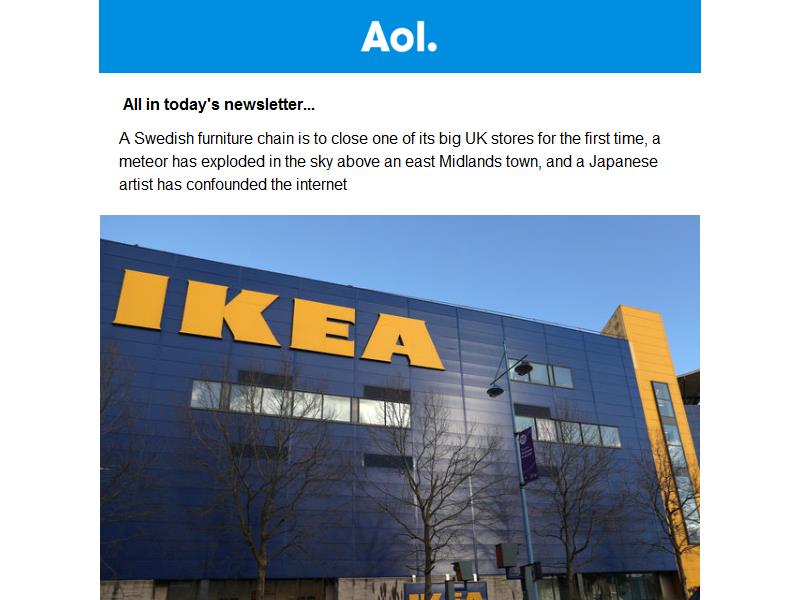 Aol.
All in today's newsletter...
A Swedish furniture chain is to close one of its big UK stores for the first time, a
meteor has exploded in the sky above an east Midlands town, and a Japanese
artist has confounded the internet
IKEA
IKEA